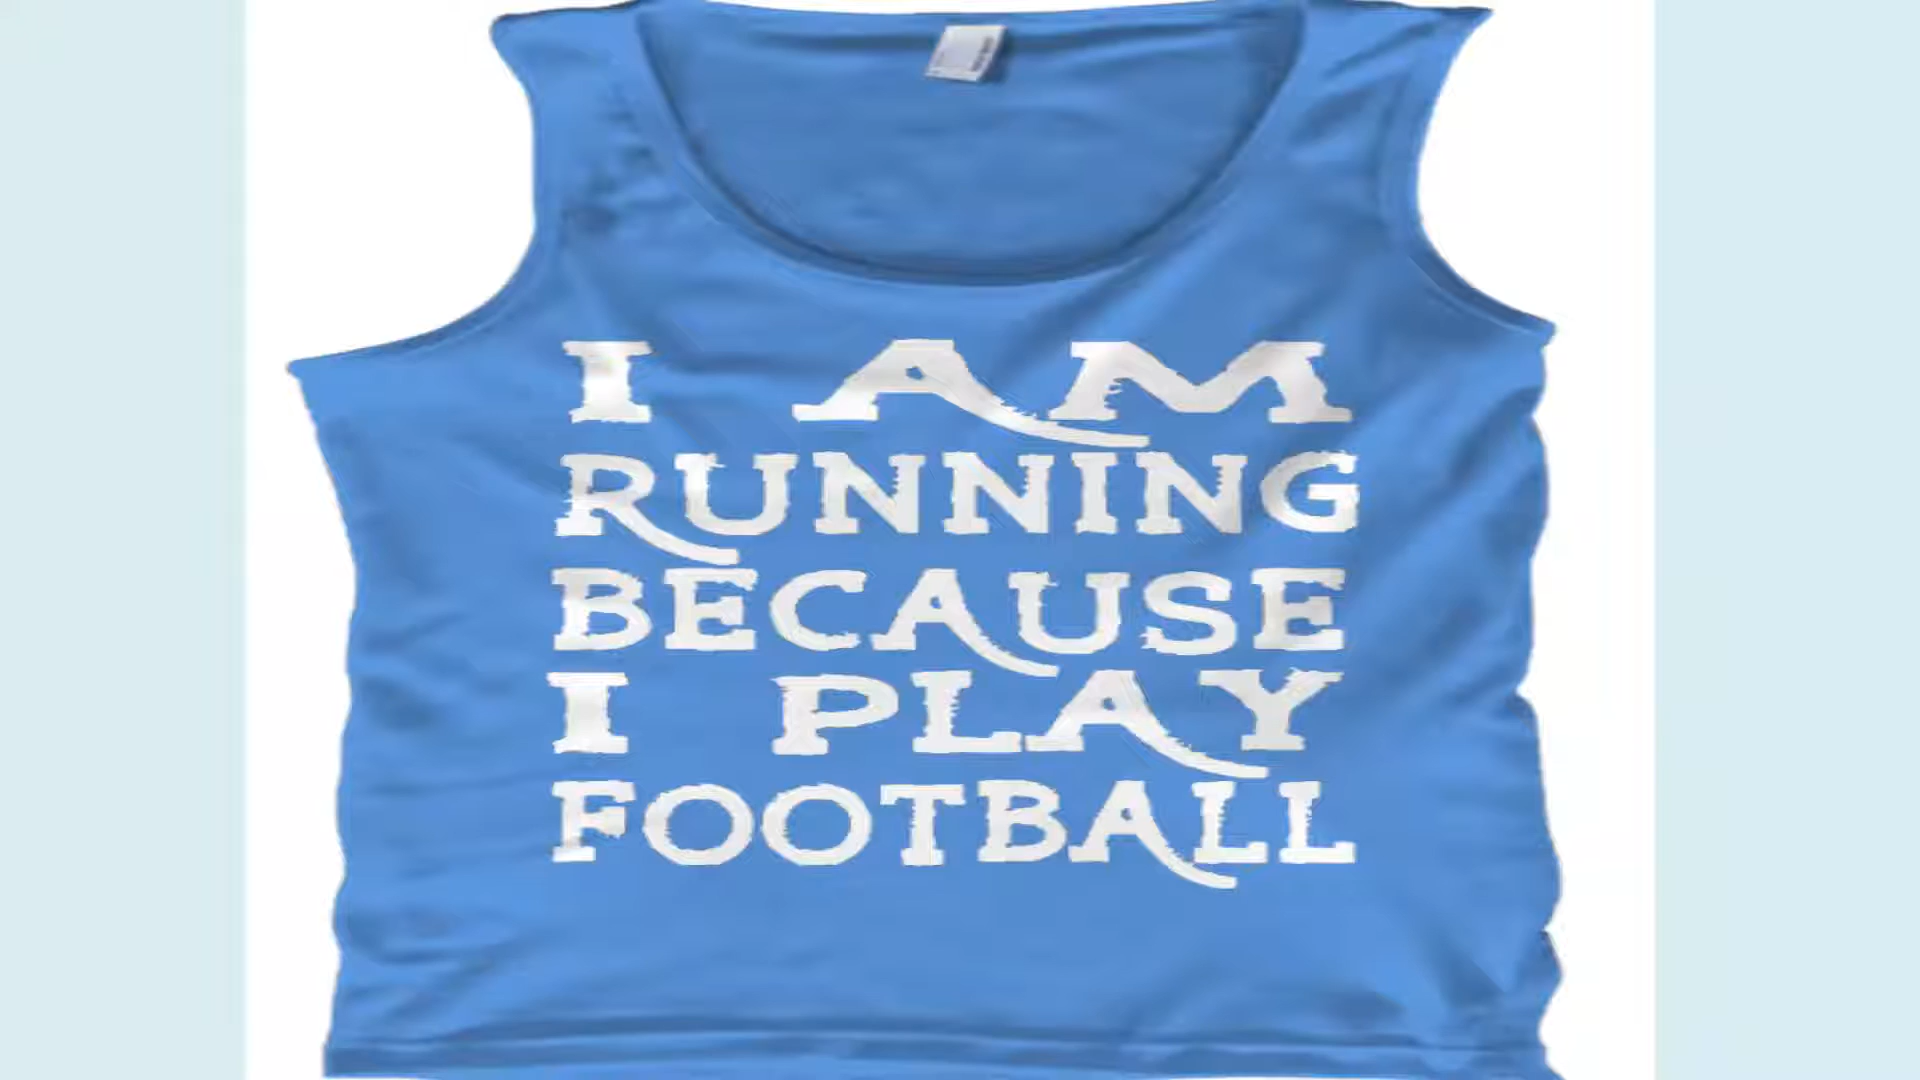 I AM
RUNNING
BECAUSE
I PLAY
FOOTBALL